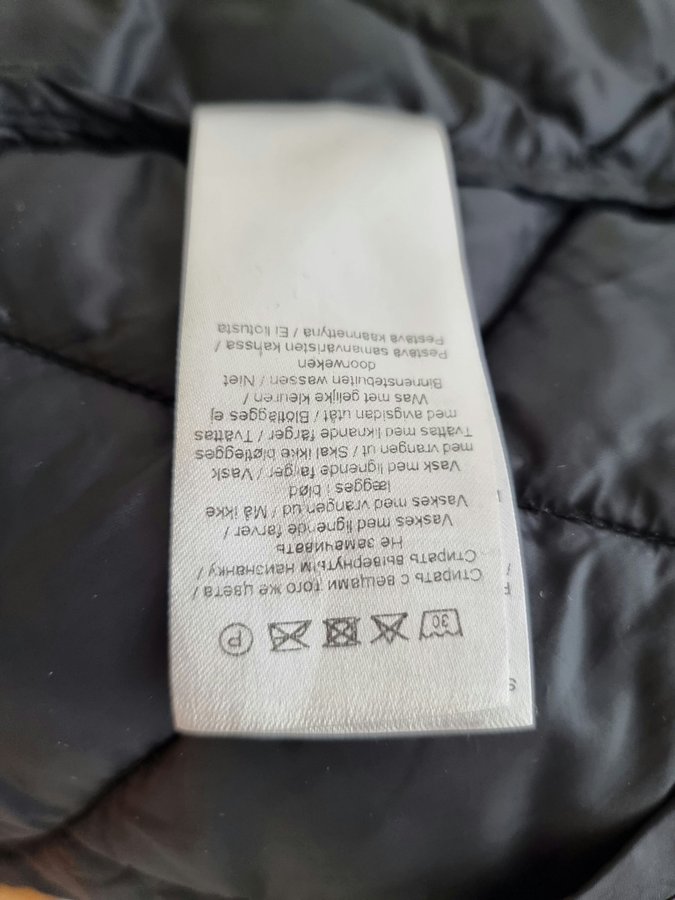 30 P
Стирать с вещами того же цвета /
Стирать вывернутым наизнанку /
Не замачивать
Vaskes med lignende farver /
Vaskes med vrangen ud / Må ikke
lægges i blød
Vask med lignende farger / Vask
med vrangen ut / Skal ikke bløtlegges
Tvättas med liknande färger / Tvättas
med avigsidan utåt / Blötlägges ej
Was met gelijke kleuren /
Binnenstebuiten wassen / Niet
doorweken
Pestävä samanväristen kanssa /
Pestävä käännettynä / Ei liotusta